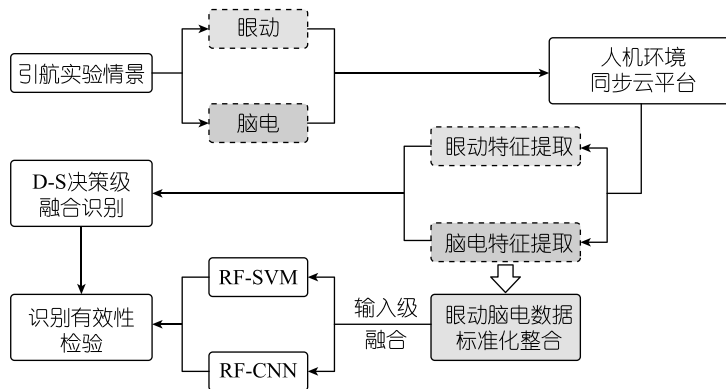 眼动
引航实验情景
脑电
人机环境
同步云平台
眼动特征提取
D-S决策级
融合识别
脑电特征提取
RF-SVM
识别有效性
检验
输入级
融合
眼动脑电数据
标准化整合
RF-CNN